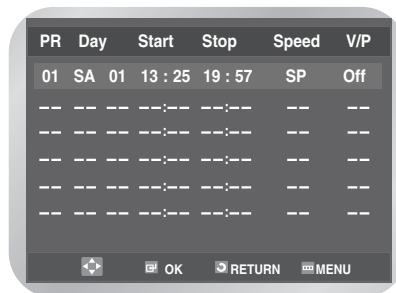 PR Day Start Stop Speed V/P
01 SA 01 13 : 25 19 : 57 SP Off
–– –– –– ––:–– ––:–– –– ––
–– –– –– ––:–– ––:–– –– ––
–– –– –– ––:–– ––:–– –– ––
–– –– –– ––:–– ––:–– –– ––
–– –– –– ––:–– ––:–– –– ––
OK RETURN MENU